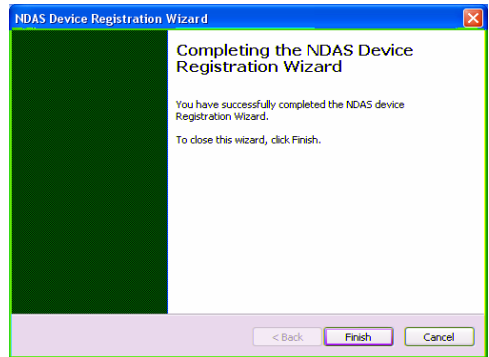 NDAS Device Registration Wizard
Completing the NDAS Device
Registration Wizard
You have successfully completed the NDAS device
Registration Wizard.
To close this wizard, click Finish.
< Back Finish Cancel